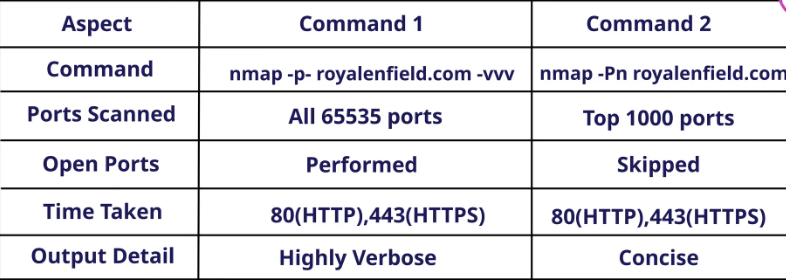 Aspect Command 1 Command 2
Command nmap -p- royalenfield.com -vvv nmap -Pn royalenfield.com
Ports Scanned All 65535 ports Top 1000 ports
Open Ports Performed Skipped
Time Taken 80(HTTP),443(HTTPS) 80(HTTP),443(HTTPS)
Output Detail Highly Verbose Concise